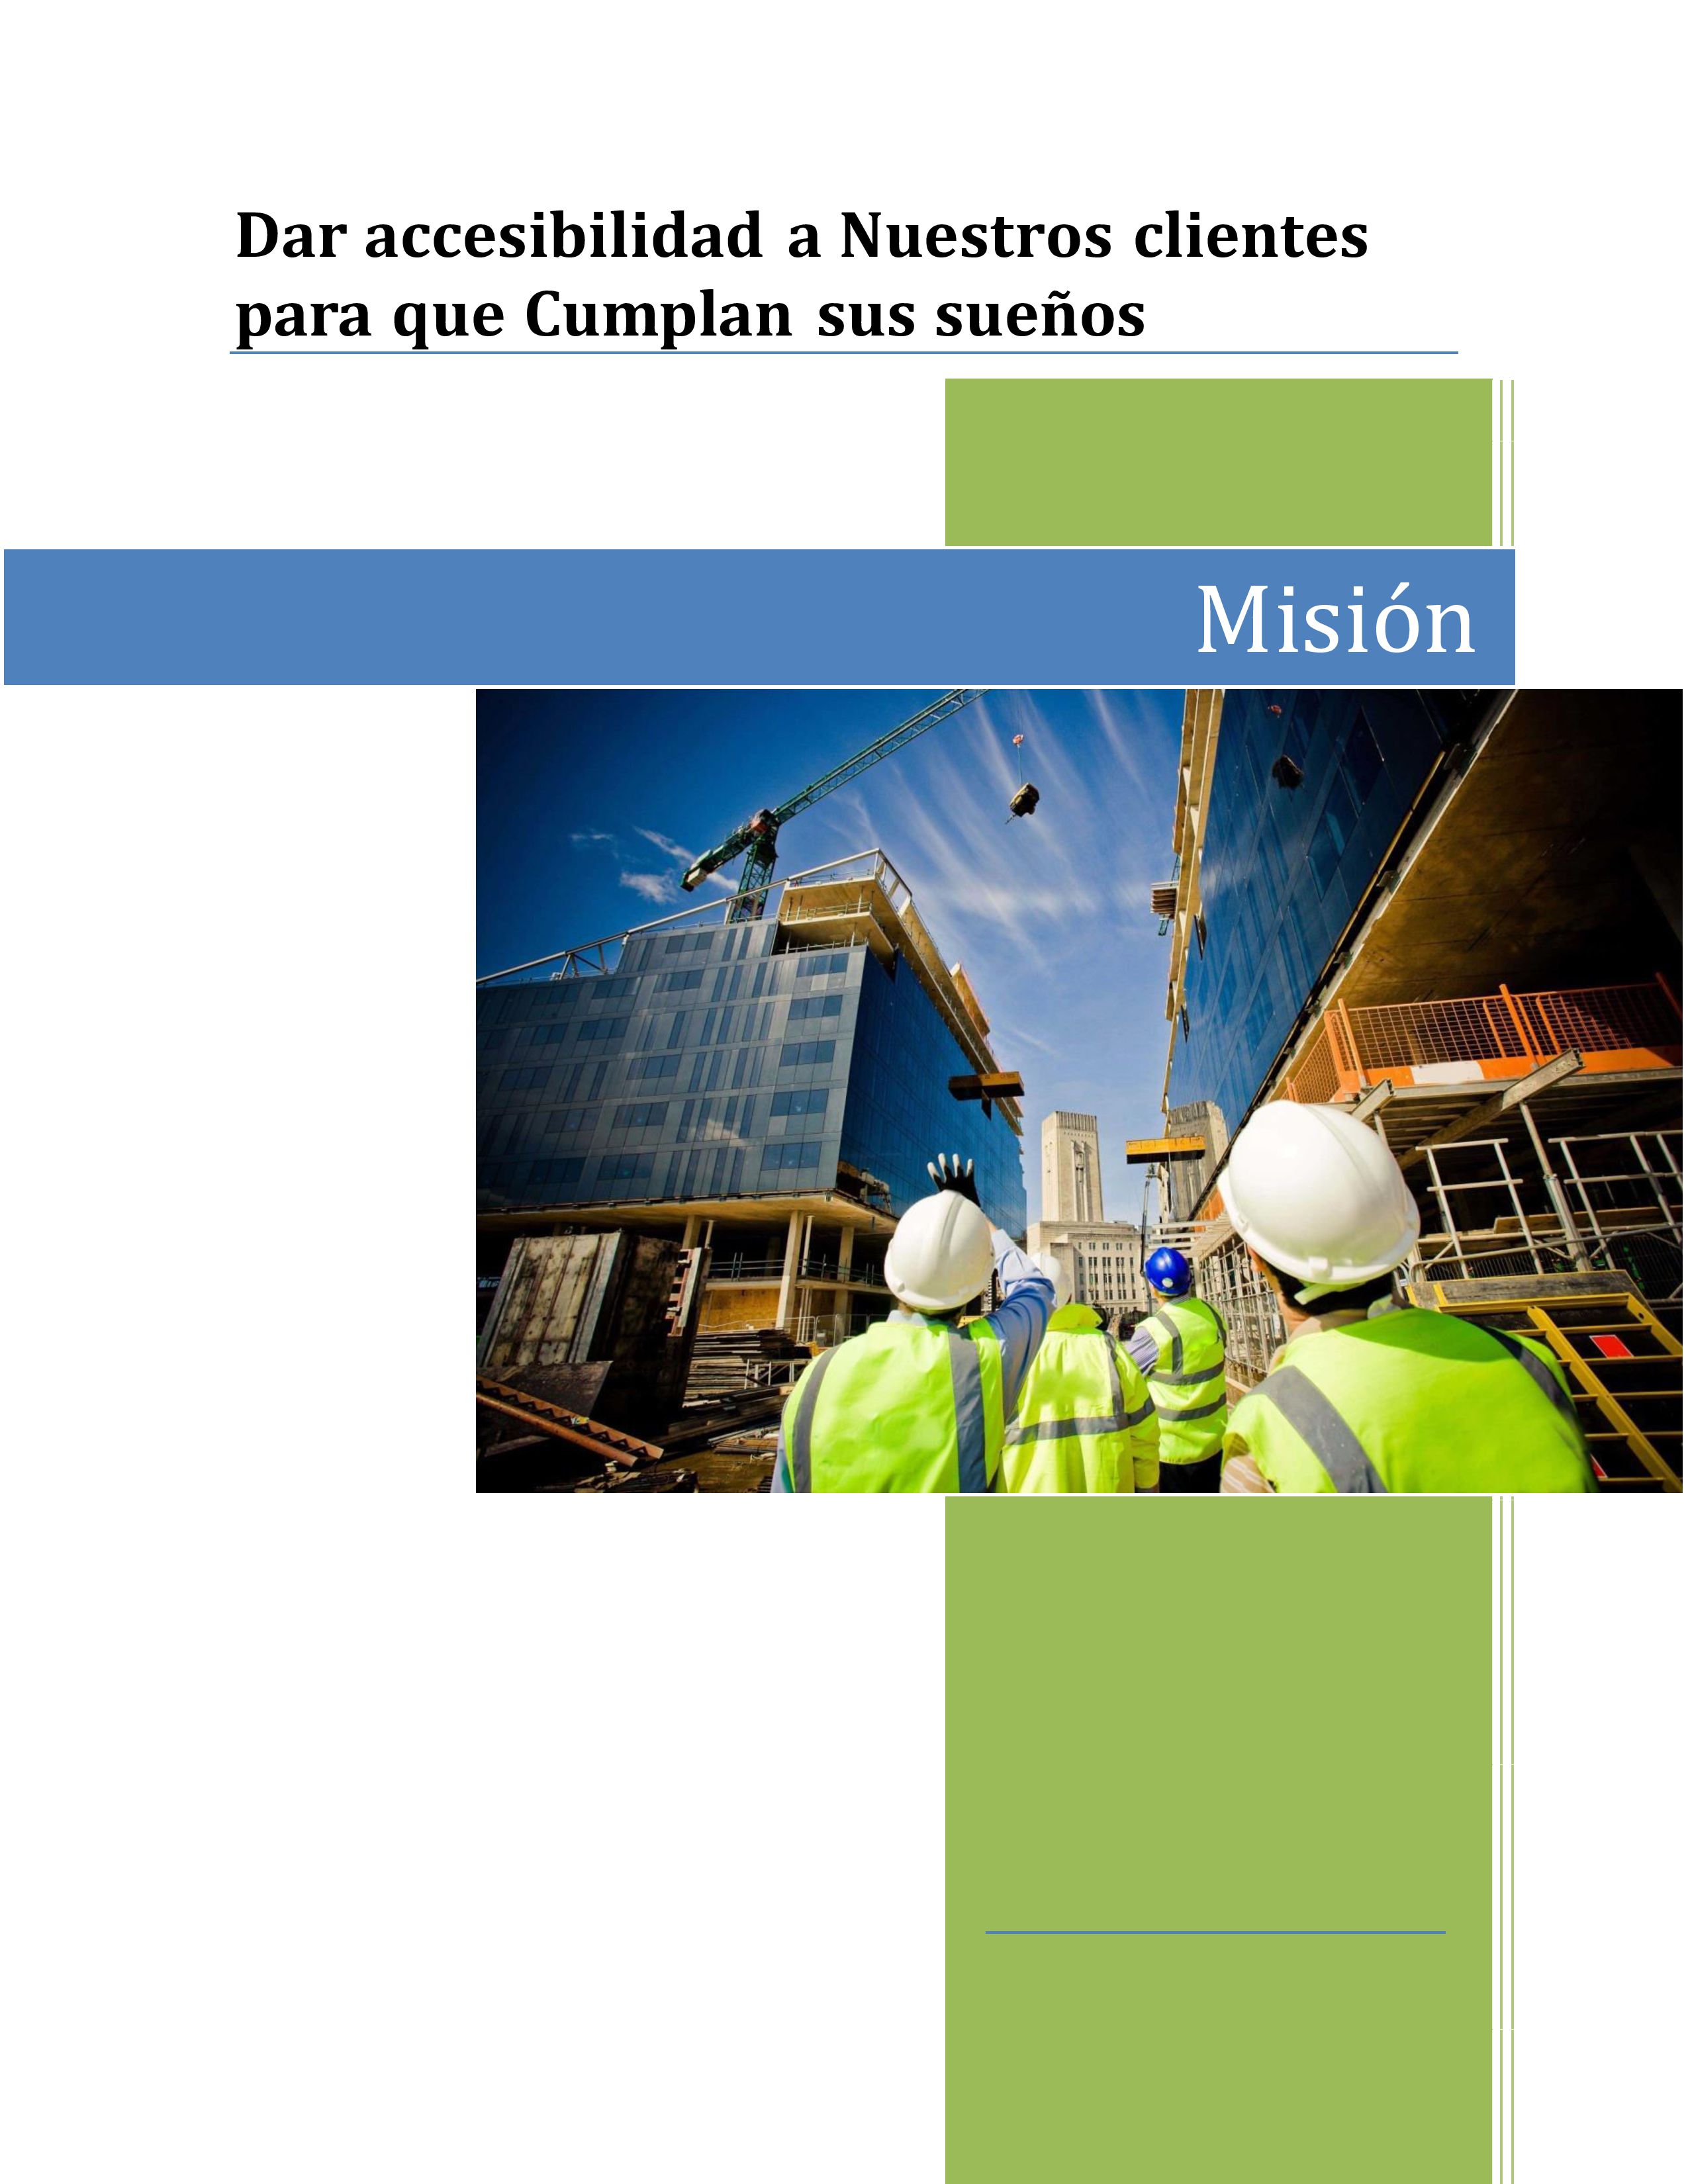 Dar accesibilidad a Nuestros clientes
para que Cumplan sus sueños
Misión